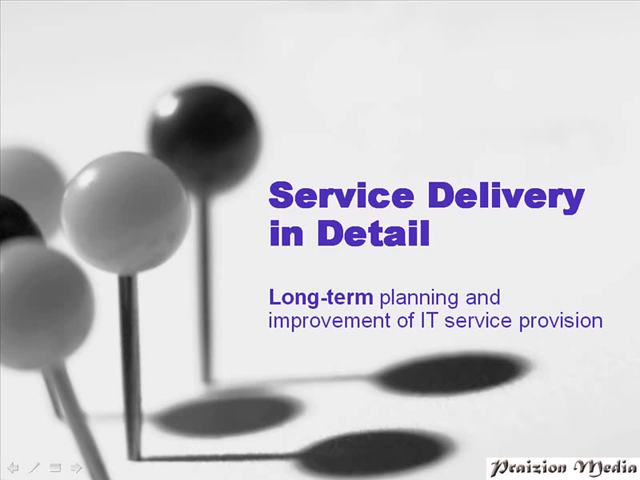 Service Delivery
in Detail
Long-term planning and
improvement of IT service provision
Praizion Media